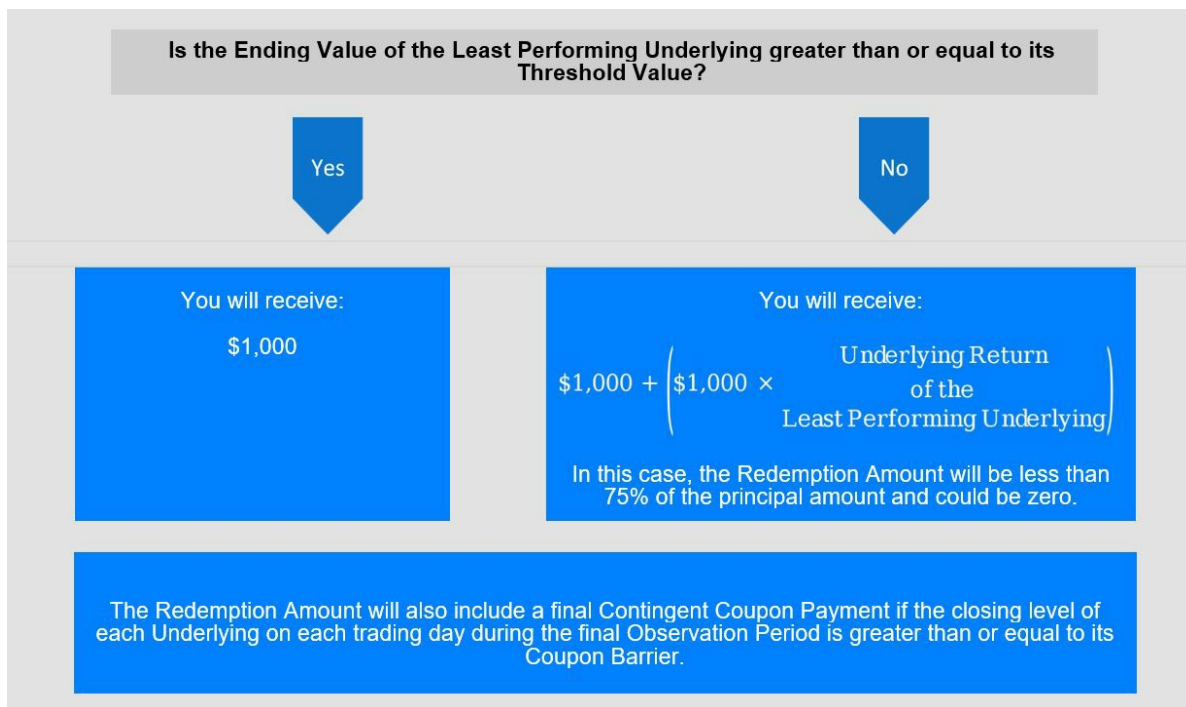 Is the Ending Value of the Least Performing Underlying greater than or equal to its
Threshold Value?
Yes
No
You will receive:
$1,000
You will receive:
$1,000 + ($1,000 × Underlying Return
of the
Least Performing Underlying)
In this case, the Redemption Amount will be less than
75% of the principal amount and could be zero.
The Redemption Amount will also include a final Contingent Coupon Payment if the closing level of
each Underlying on each trading day during the final Observation Period is greater than or equal to its
Coupon Barrier.